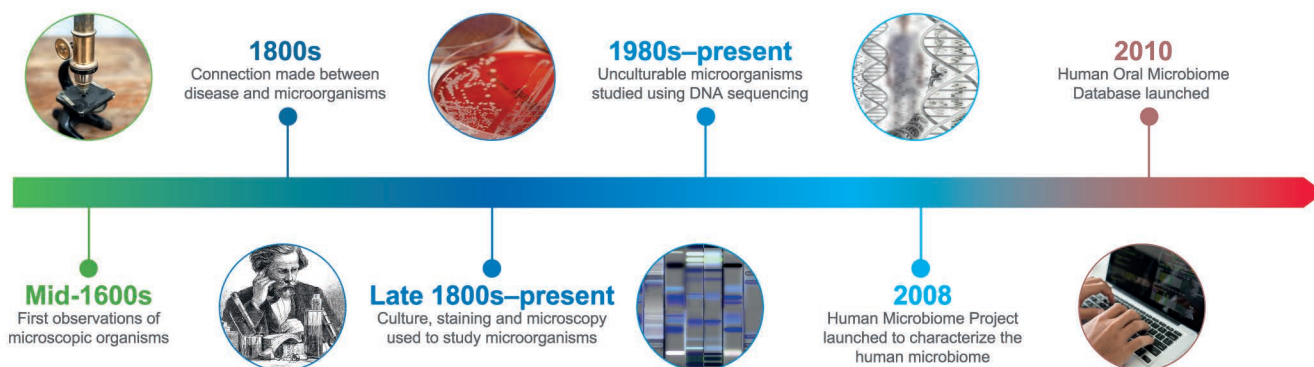 1800s
Connection made between
disease and microorganisms
1980s–present
Unculturable microorganisms
studied using DNA sequencing
2010
Human Oral Microbiome
Database launched
Mid-1600s
First observations of
microscopic organisms
Late 1800s–present
Culture, staining and microscopy
used to study microorganisms
2008
Human Microbiome Project
launched to characterize the
human microbiome